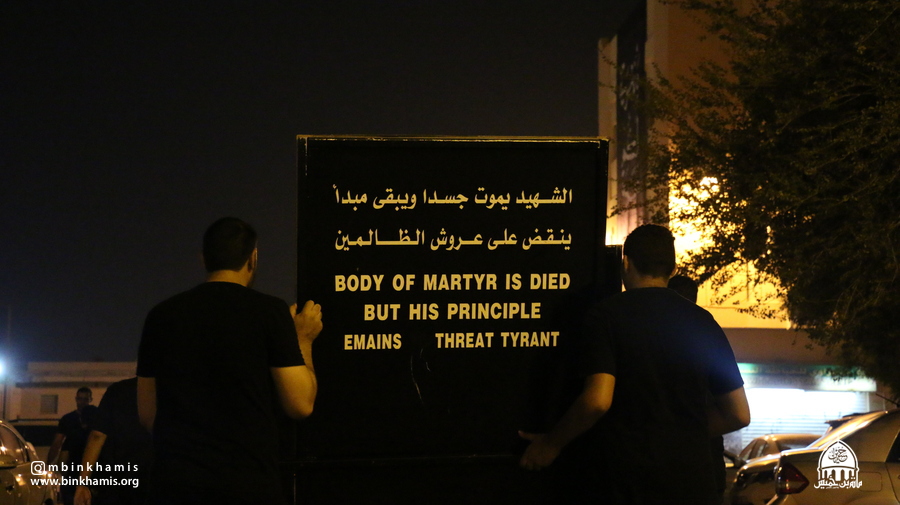 الشهيد يموت جسدا ويبقى مبدأ
ينقض على عروش الظالمين
BODY OF MARTYR IS DIED
BUT HIS PRINCIPLE
EMAINS THREAT TYRANT
@mbinkhamis
www.binkhamis.org